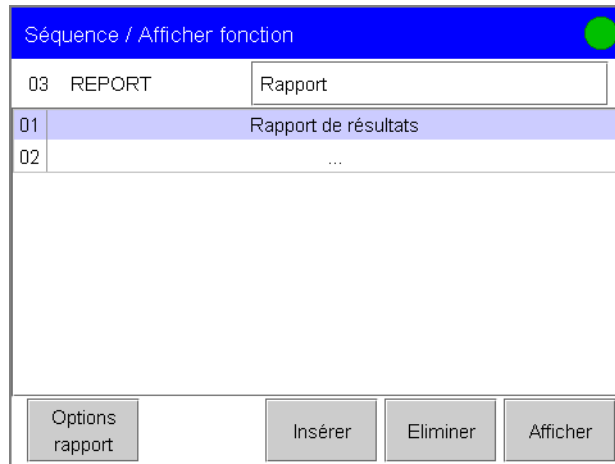 Séquence / Afficher fonction
03 REPORT Rapport
01 Rapport de résultats
02 ...
Options rapport
Insérer
Eliminer
Afficher